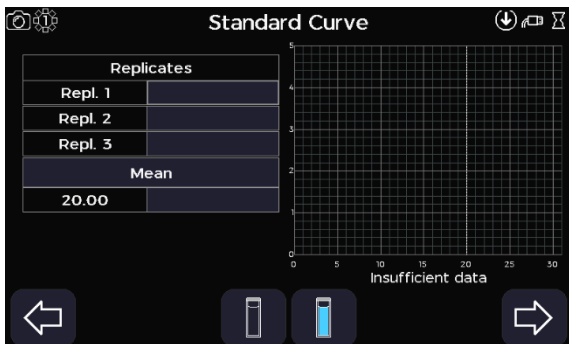 1
Standard Curve
Replicates
Repl. 1
Repl. 2
Repl. 3
Mean
20.00
5
4
3
2
1
0
0 5 10 15 20 25 30
Insufficient data